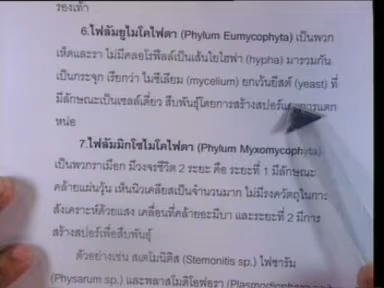 รองเท้า
6.ไฟลัมยูไมโคไฟตา (Phylum Eumycophyta) เป็นพวก
เห็ดและรา ไม่มีคลอโรฟีลล์เป็นเส้นใยไฮฟา (hypha) มารวมกัน
เป็นกระจุก เรียกว่า ไมซีเลียม (mycelium) ยกเว้นยีสต์ (yeast) ที่
มีลักษณะเป็นเซลล์เดี่ยว สืบพันธุ์โดยการสร้างสปอร์และการแตก
หน่อ
7.ไฟลัมมิกโซไมโคไฟตา (Phylum Myxomycophyta)
เป็นพวกราเมือก มีวงจรชีวิต 2 ระยะ คือ ระยะที่ 1 มีลักษณะ
คล้ายแผ่นวุ้น เห็นนิวเคลียสเป็นจำนวนมาก ไม่มีรงควัตถุในการ
สังเคราะห์ด้วยแสง เคลื่อนที่คล้ายอะมีบา และระยะที่ 2 มีการ
สร้างสปอร์เพื่อสืบพันธุ์
ตัวอย่างเช่น สเตโมนิติส (Stemonitis sp.) ไฟซารัม
(Physarum sp.) และพลาสโมดิโอฟอรา